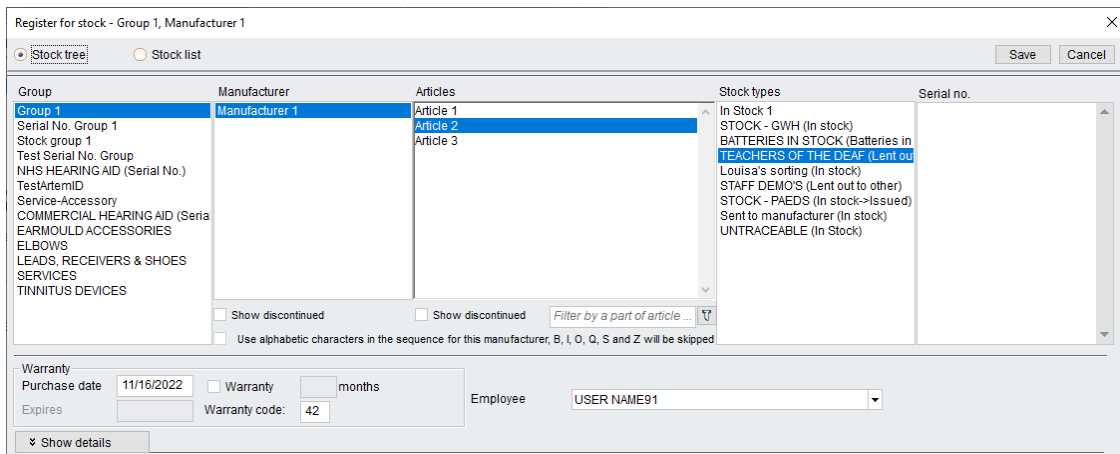 Register for stock - Group 1, Manufacturer 1
Stock tree Stock list Save Cancel
Group Manufacturer Articles Stock types Serial no.
Group 1
Serial No. Group 1
Stock group 1
Test Serial No. Group
NHS HEARING AID (Serial No.)
TestArtemID
Service-Accessory
COMMERCIAL HEARING AID (Seria
EARMOULD ACCESSORIES
ELBOWS
LEADS, RECEIVERS & SHOES
SERVICES
TINNITUS DEVICES
Manufacturer 1
Show discontinued
Article 1
Article 2
Article 3
Show discontinued Filter by a part of article ...
Use alphabetic characters in the sequence for this manufacturer, B, I, O, Q, S and Z will be skipped
In Stock 1
STOCK - GWH (In stock)
BATTERIES IN STOCK (Batteries in
TEACHERS OF THE DEAF (Lent out
Louisa's sorting (In stock)
STAFF DEMO'S (Lent out to other)
STOCK - PAEDS (In stock->Issued)
Sent to manufacturer (In stock)
UNTRACEABLE (In Stock)
Warranty
Purchase date 11/16/2022 Warranty months
Expires Warranty code: 42
Employee USER NAME91
Show details